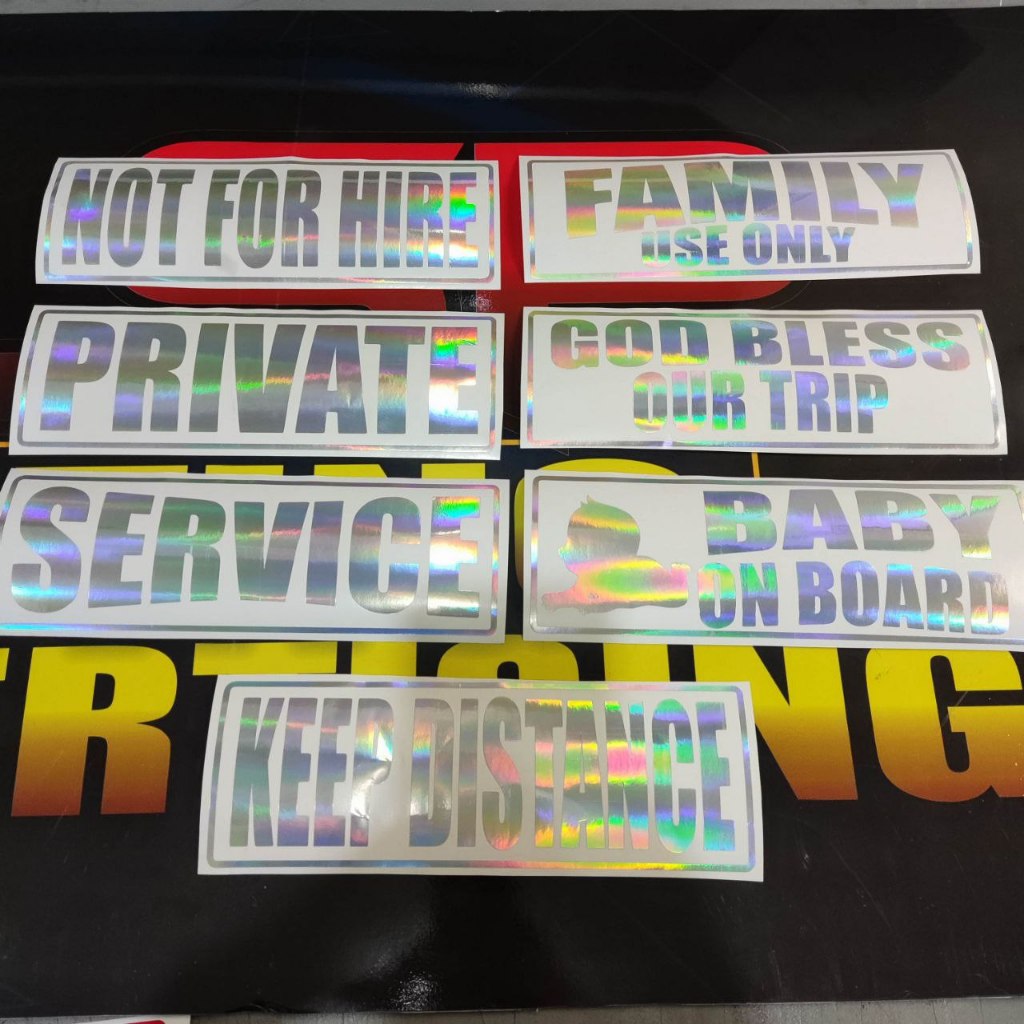 NOT FOR HIRE
FAMILY
USE ONLY
PRIVATE
GOD BLESS
OUR TRIP
SERVICE
BABY
ON BOARD
KEEP DISTANCE